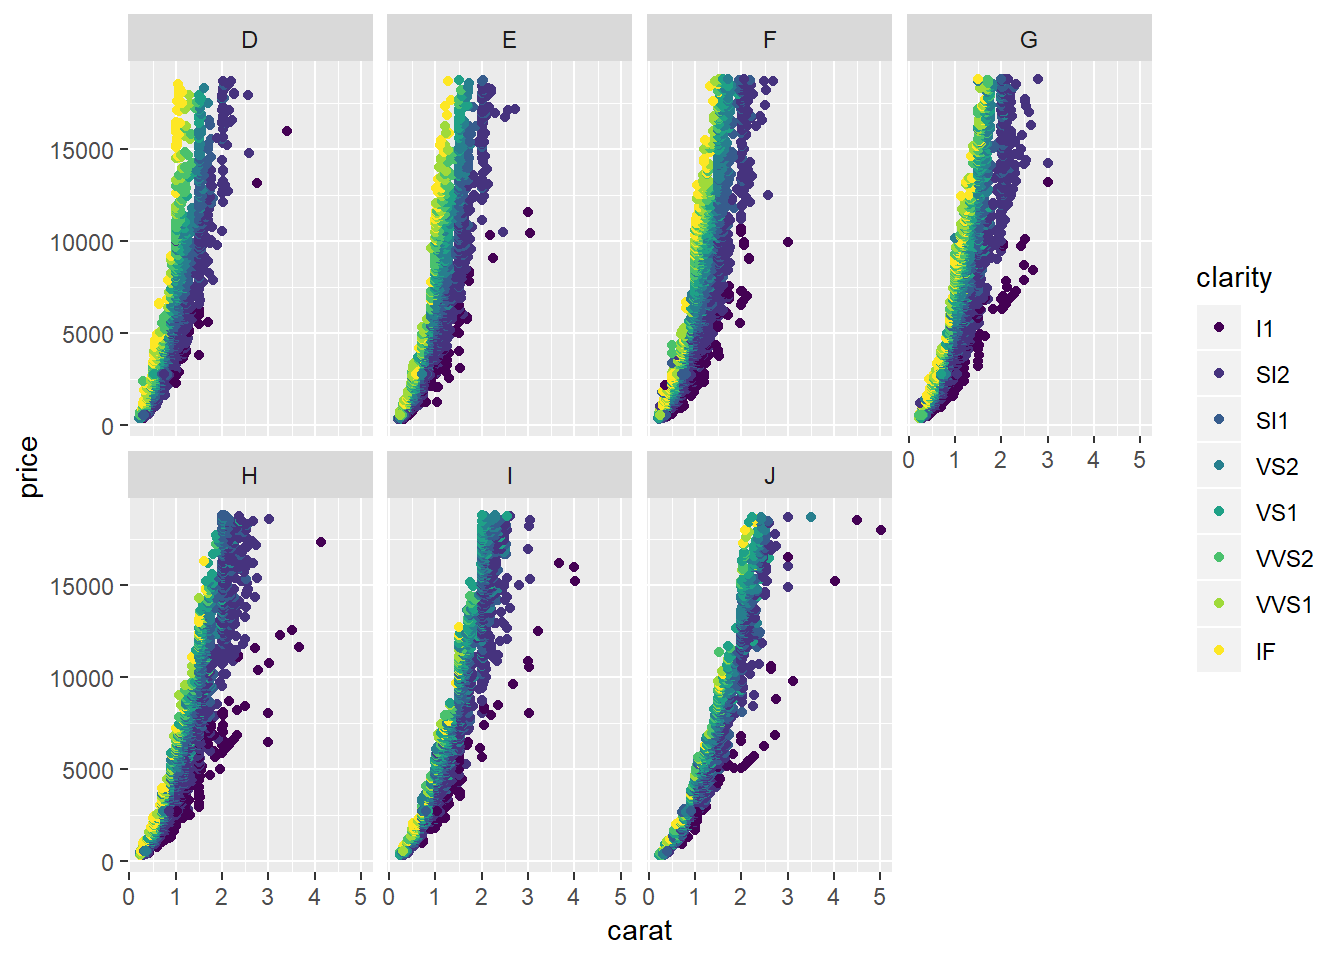 D E F G
15000
10000
5000
0
0 1 2 3 4 5
H I J
15000
10000
5000
0
0 1 2 3 4 5 0 1 2 3 4 5 0 1 2 3 4 5
carat
price
clarity
I1
SI2
SI1
VS2
VS1
VVS2
VVS1
IF